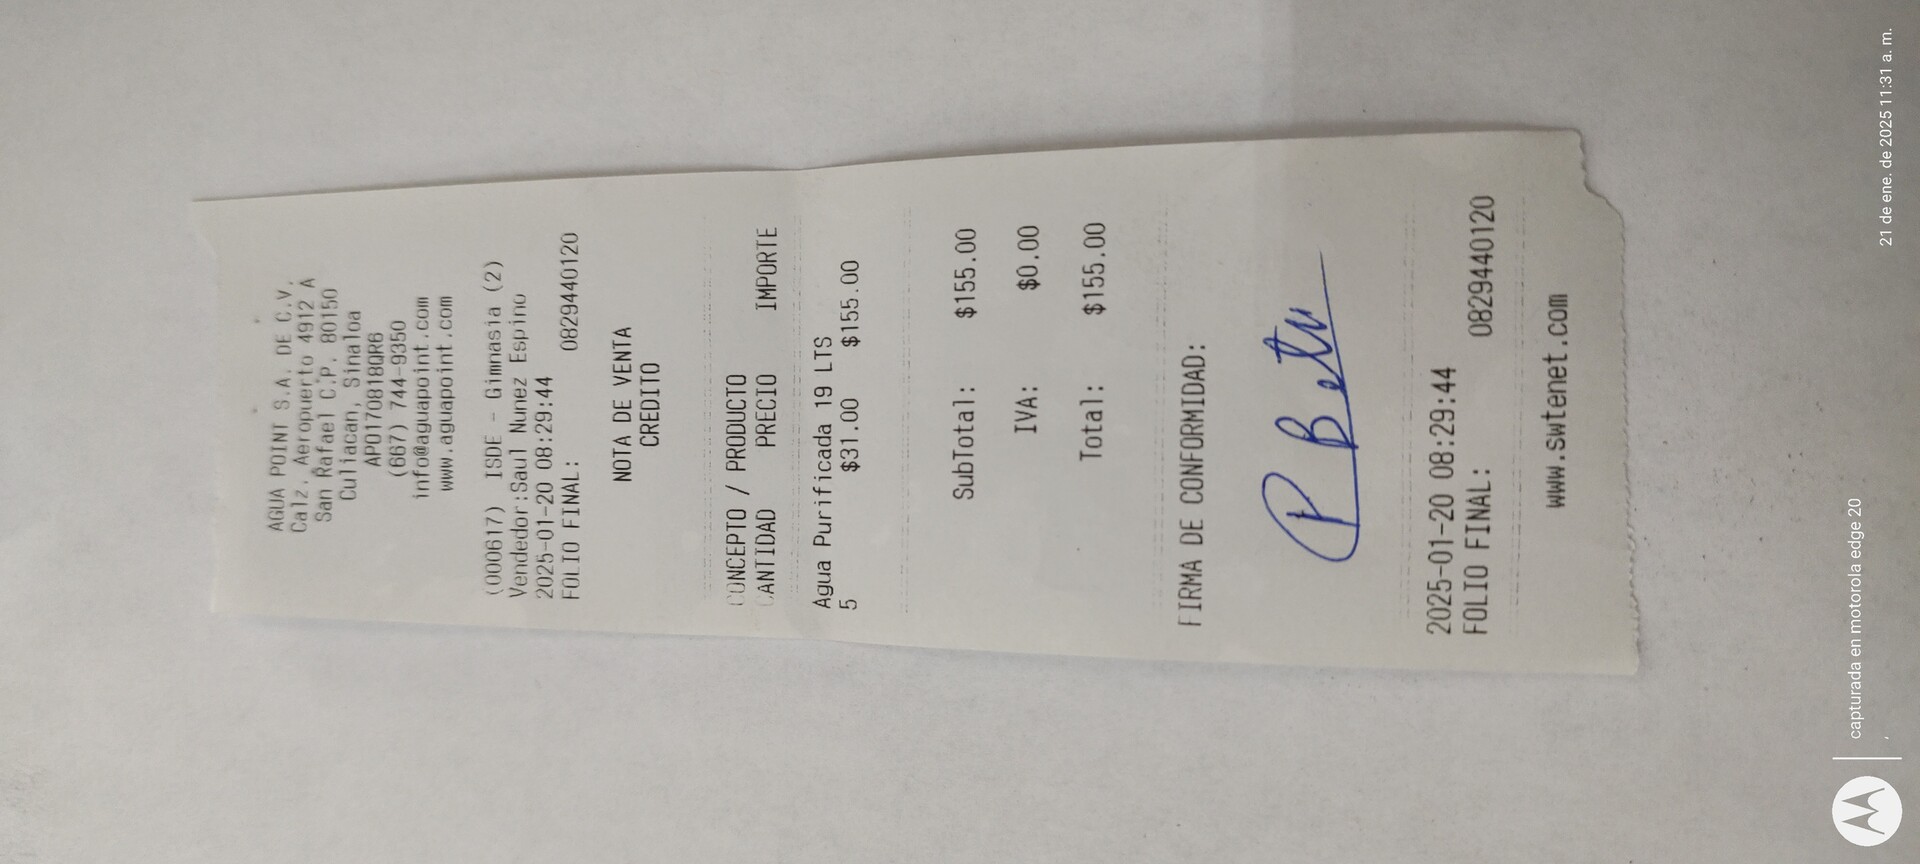 AGUA POINT S.A. DE C.V.
Calz. Aeropuerto 4912 A
San Rafael C.P. 80150
Culiacan, Sinaloa
APO170818QR6
(667) 744-9350
info@aguapoint.com
www.aguapoint.com
(000617) ISDE - Gimnasia (2)
Vendedor:Saul Nunez Espino
2025-01-20 08:29:44
FOLIO FINAL: 0829440120
NOTA DE VENTA
CREDITO
CONCEPTO / PRODUCTO
CANTIDAD PRECIO IMPORTE
Agua Purificada 19 LTS
5 $31.00 $155.00
SubTotal: $155.00
IVA: $0.00
Total: $155.00
FIRMA DE CONFORMIDAD:
P Beto
2025-01-20 08:29:44
FOLIO FINAL: 0829440120
www.swtenet.com
capturada en motorola edge 20
21 de ene. de 2025 11:31 a. m.